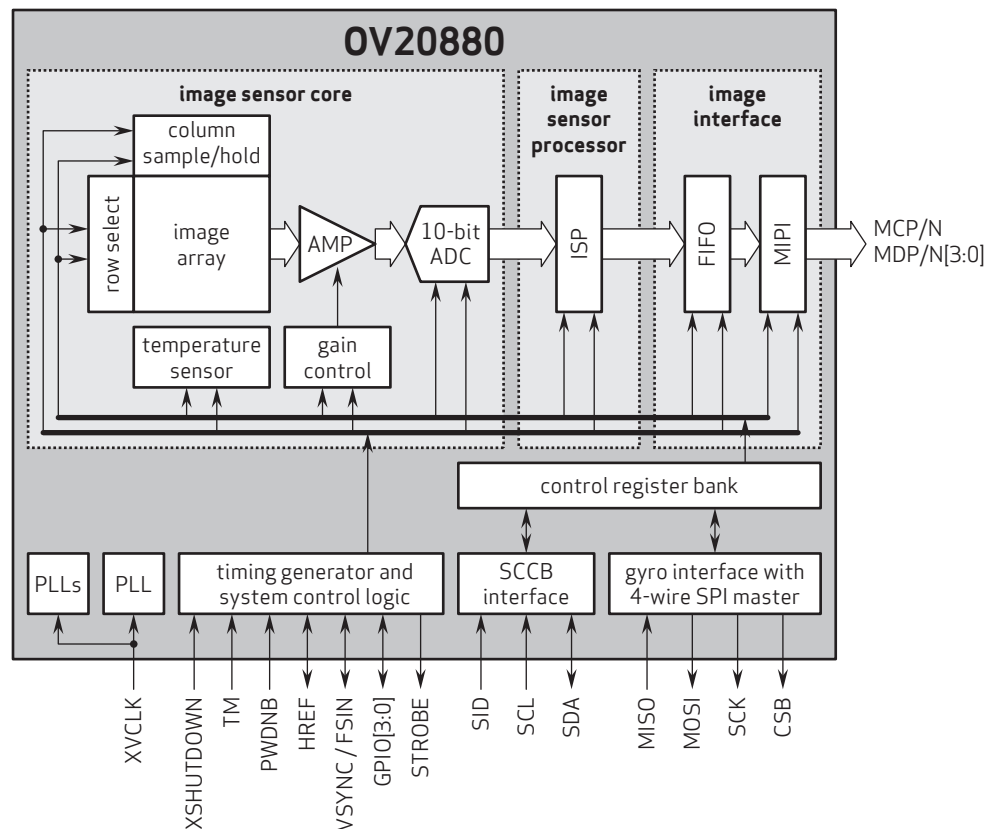 OV20880
image sensor core
image
sensor
processor
image
interface
column
sample/hold
row select
image
array
AMP
10-bit
ADC
ISP
FIFO
MIPI
MCP/N
MDP/N[3:0]
temperature
sensor
gain
control
control register bank
PLLs
PLL
timing generator and
system control logic
SCCB
interface
gyro interface with
4-wire SPI master
XVCLK
XSHUTDOWN
TM
PWDNB
HREF
VSYNC / FSIN
GPIO[3:0]
STROBE
SID
SCL
SDA
MISO
MOSI
SCK
CSB